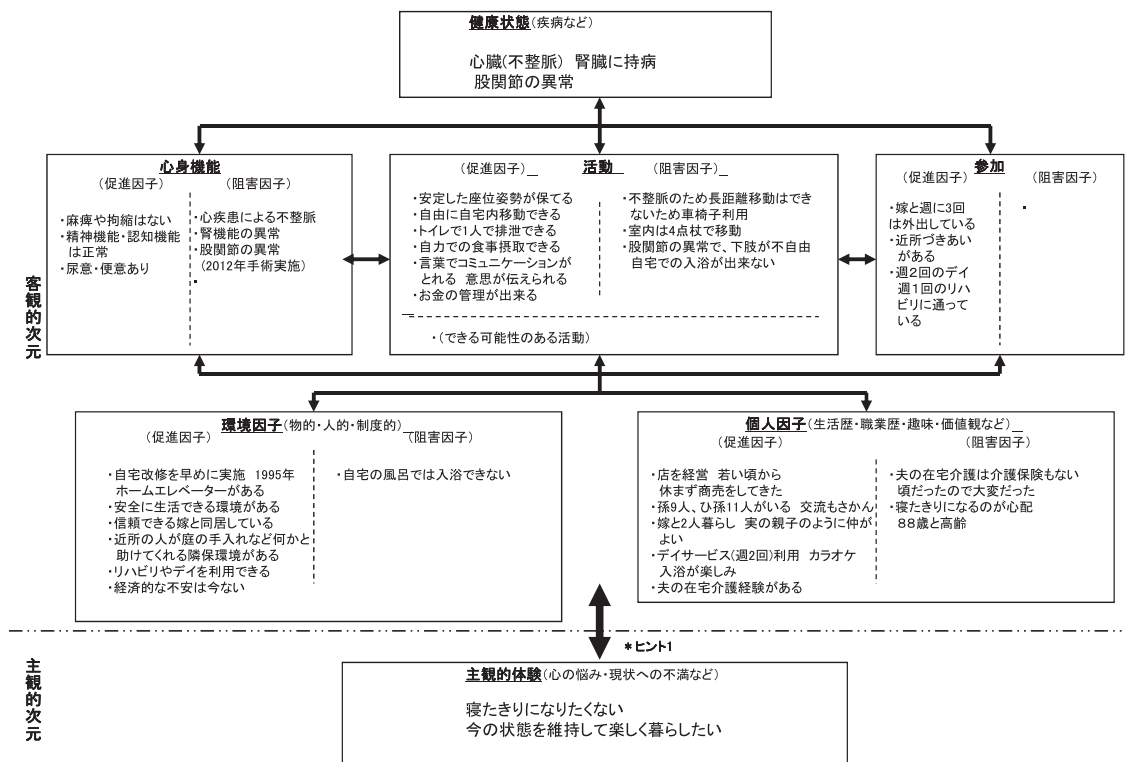 健康状態(疾病など)
心臓(不整脈) 腎臓に持病
股関節の異常
客観的次元
心身機能
(促進因子) (阻害因子)
・麻痺や拘縮はない
・精神機能・認知機能
は正常
・尿意・便意あり
・心疾患による不整脈
・腎機能の異常
・股関節の異常
(2012年手術実施)
・
活動
(促進因子) (阻害因子)
・安定した座位姿勢が保てる
・自由に自宅内移動できる
・トイレで1人で排泄できる
・自力での食事摂取できる
・言葉でコミュニケーションが
とれる 意思が伝えられる
・お金の管理が出来る
・不整脈のため長距離移動はでき
ないため車椅子利用
・室内は4点杖で移動
・股関節の異常で、下肢が不自由
自宅での入浴が出来ない
・(できる可能性のある活動)
参加
(促進因子) (阻害因子)
・嫁と週に3回
は外出している
・近所づきあい
がある
・週2回のデイ
週1回のリハ
ビリに通って
いる
・
環境因子(物的・人的・制度的)
(促進因子) (阻害因子)
・自宅改修を早めに実施 1995年
ホームエレベーターがある
・安全に生活できる環境がある
・信頼できる嫁と同居している
・近所の人が庭の手入れなど何かと
助けてくれる隣保環境がある
・リハビリやデイを利用できる
・経済的な不安は今ない
・自宅の風呂では入浴できない
個人因子(生活歴・職業歴・趣味・価値観など)
(促進因子) (阻害因子)
・店を経営 若い頃から
休まず商売をしてきた
・孫9人、ひ孫11人がいる 交流もさかん
・嫁と2人暮らし 実の親子のように仲が
よい
・デイサービス(週2回)利用 カラオケ
入浴が楽しみ
・夫の在宅介護経験がある
・夫の在宅介護は介護保険もない
頃だったので大変だった
・寝たきりになるのが心配
88歳と高齢
*ヒント1
主観的次元
主観的体験(心の悩み・現状への不満など)
寝たきりになりたくない
今の状態を維持して楽しく暮らしたい